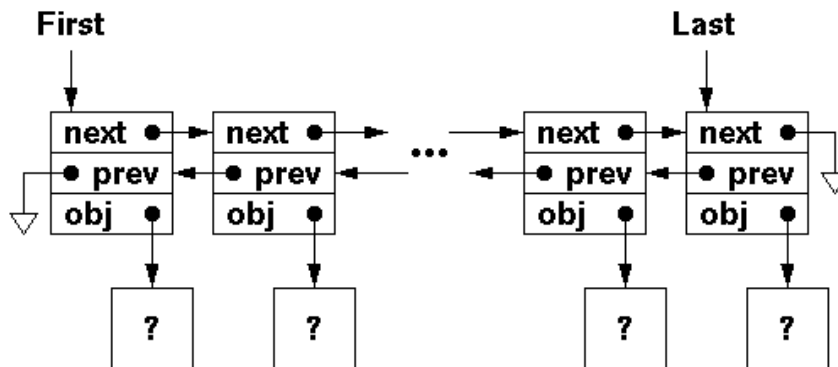 First Last
next next next next
prev prev ... prev prev
obj obj obj obj
? ? ? ?